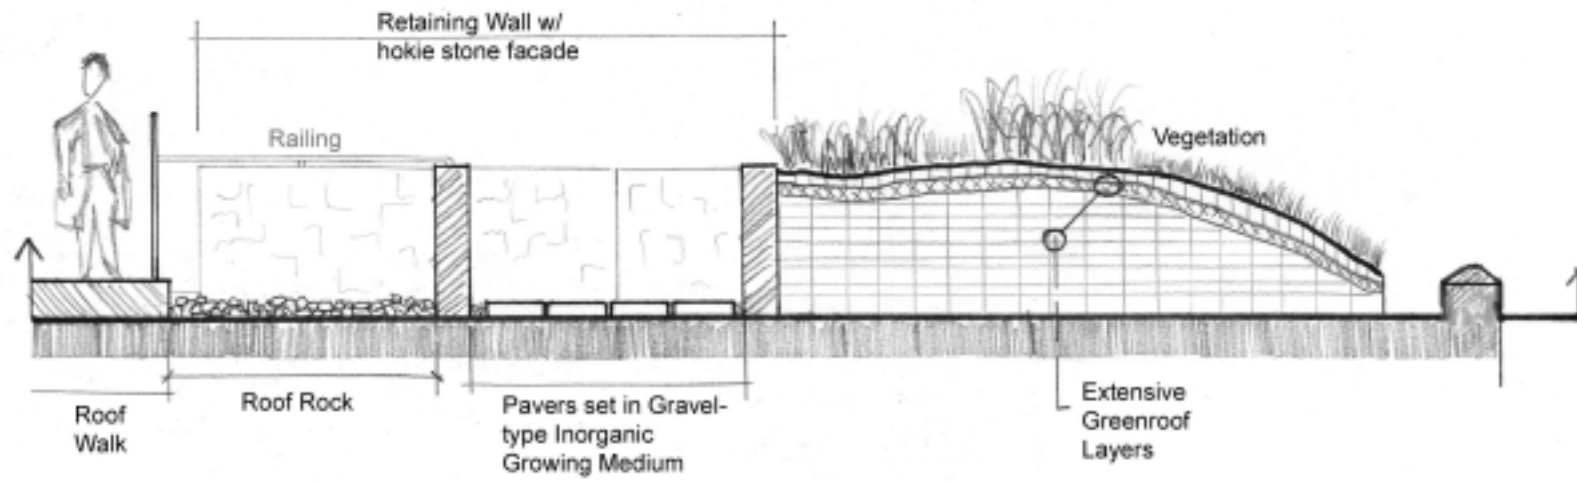 Retaining Wall w/
hokie stone facade
Railing
Vegetation
Roof
Walk
Roof Rock
Pavers set in Gravel-
type Inorganic
Growing Medium
Extensive
Greenroof
Layers